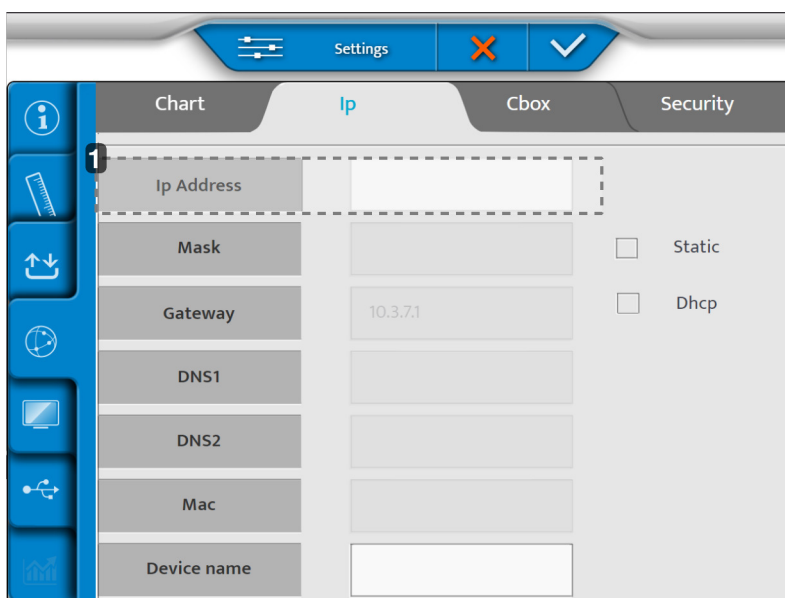 Settings
Chart Ip Cbox Security
1
Ip Address
Mask Static
Gateway 10.3.7.1 Dhcp
DNS1
DNS2
Mac
Device name